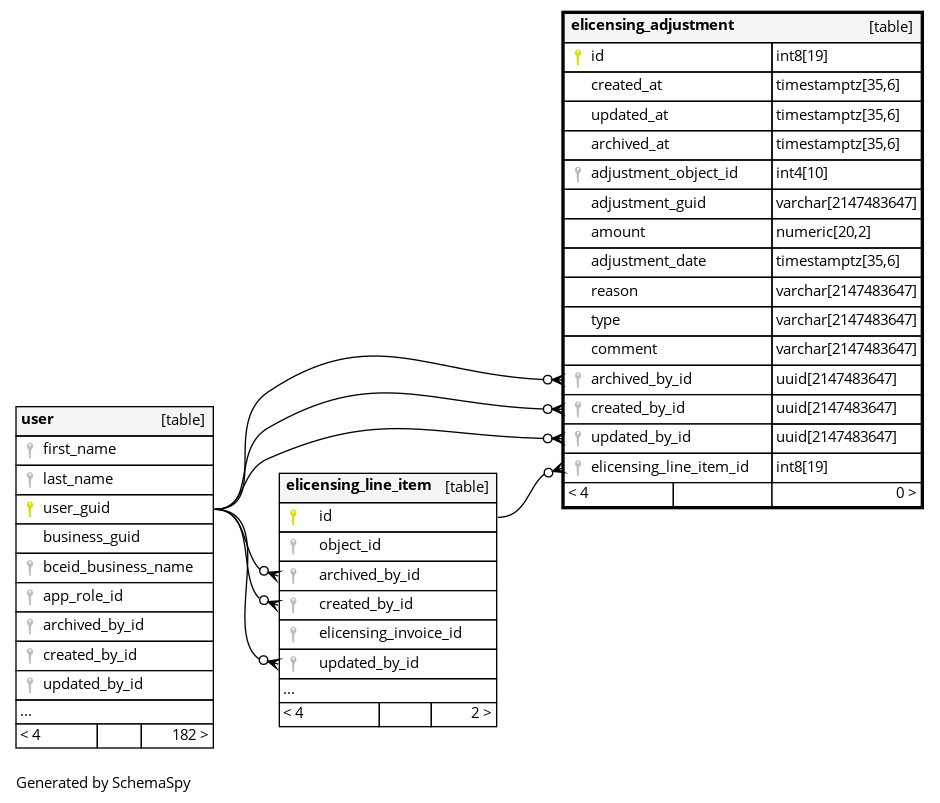 elicensing_adjustment [table]
id int8[19]
created_at timestamptz[35,6]
updated_at timestamptz[35,6]
archived_at timestamptz[35,6]
adjustment_object_id int4[10]
adjustment_guid varchar[2147483647]
amount numeric[20,2]
adjustment_date timestamptz[35,6]
reason varchar[2147483647]
type varchar[2147483647]
comment varchar[2147483647]
archived_by_id uuid[2147483647]
created_by_id uuid[2147483647]
updated_by_id uuid[2147483647]
elicensing_line_item_id int8[19]
< 4 0 >
user [table]
first_name
last_name
user_guid
business_guid
bceid_business_name
app_role_id
archived_by_id
created_by_id
updated_by_id
...
< 4 182 >
elicensing_line_item [table]
id
object_id
archived_by_id
created_by_id
elicensing_invoice_id
updated_by_id
...
< 4 2 >
Generated by SchemaSpy